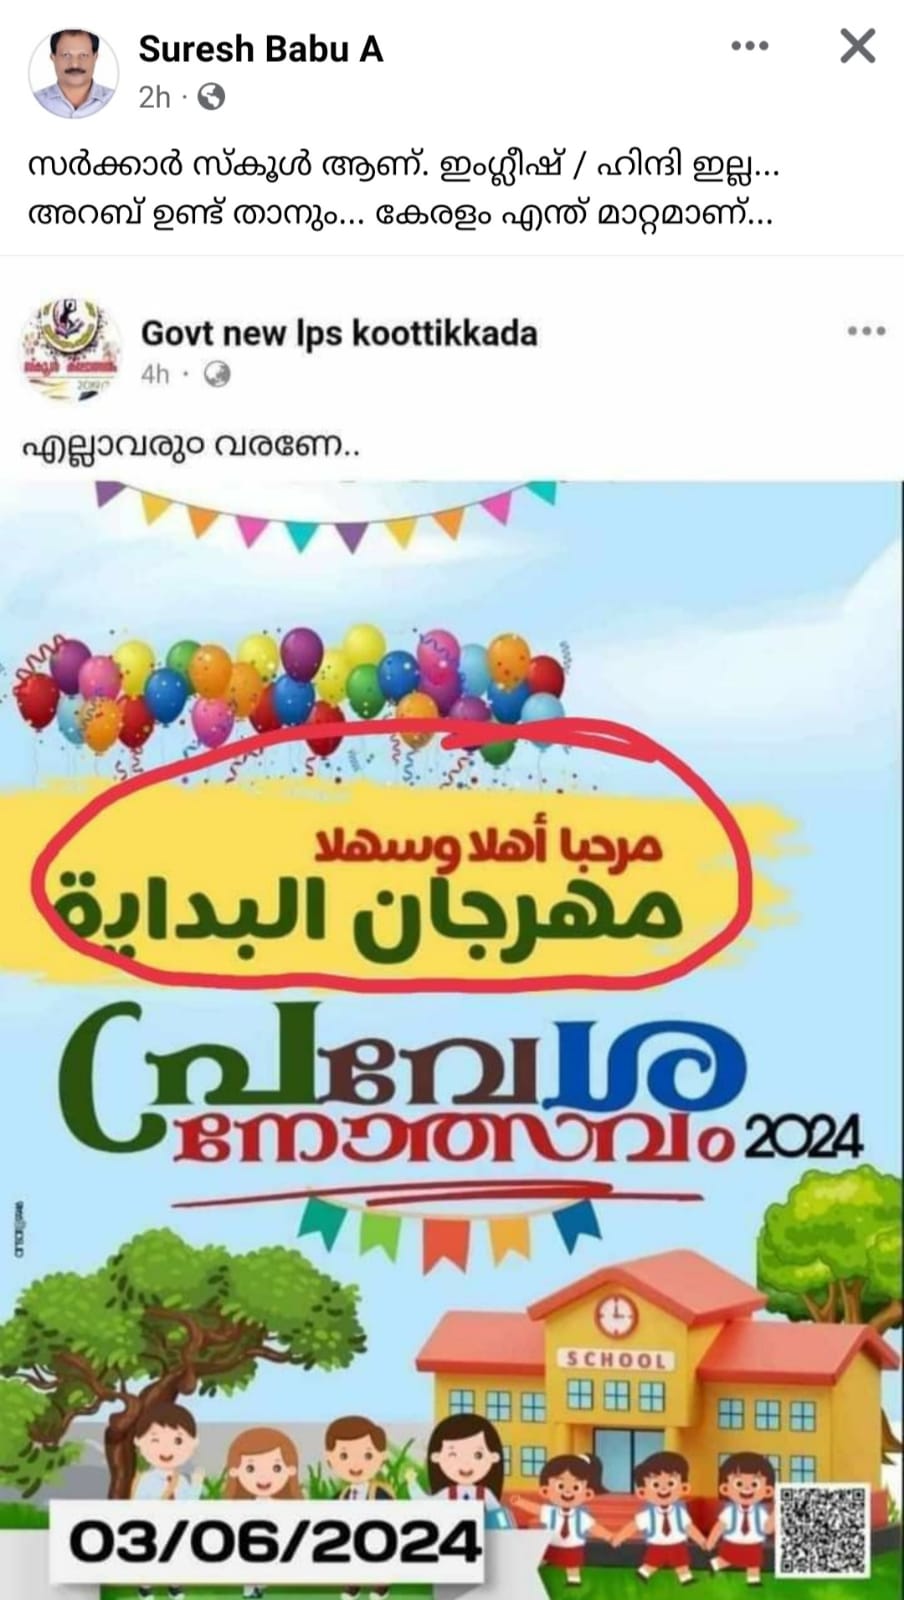 Suresh Babu A
2h ·
സർക്കാർ സ്കൂൾ ആണ്. ഇംഗ്ലീഷ് / ഹിന്ദി ഇല്ല...
അറബ് ഉണ്ട് താനും... കേരളം എന്ത് മാറ്റമാണ്...
Govt new lps koottikkada
4h ·
എല്ലാവരും വരണേ..
مرحبا أهلا وسهلا
مهرجان البداية
പ്രവേശ
നോത്സവം 2024
SCHOOL
03/06/2024